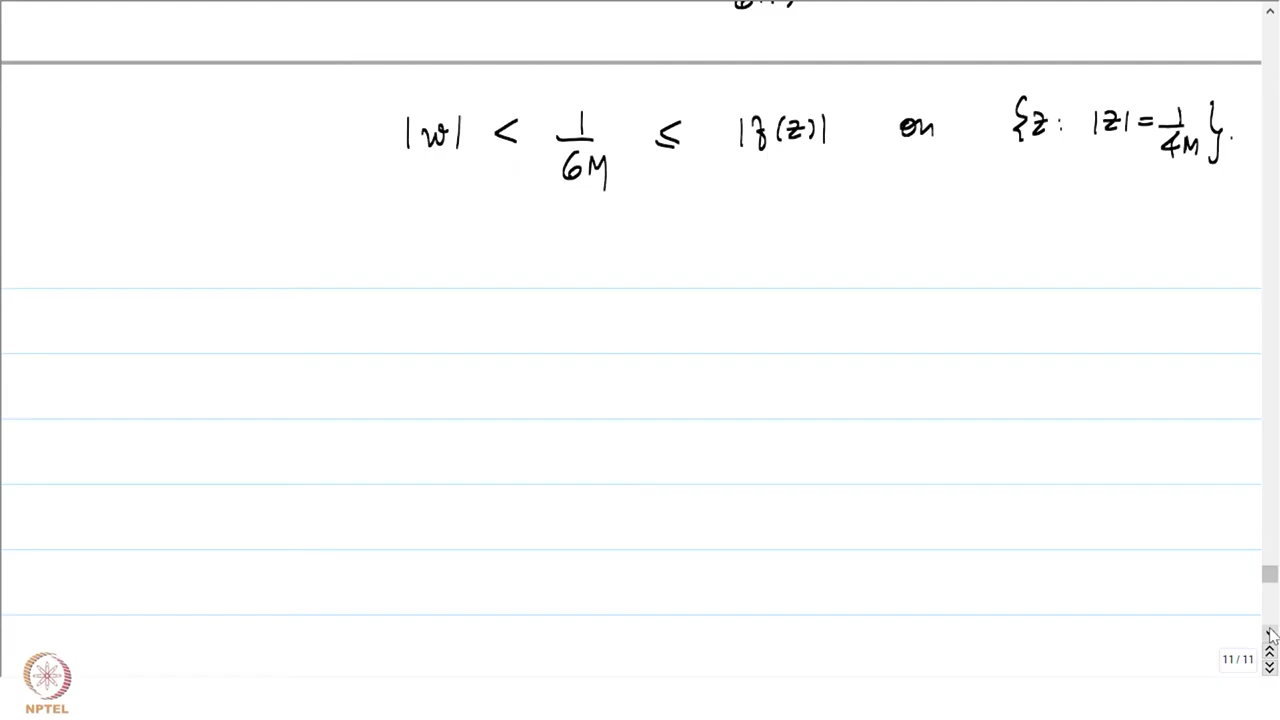 |w| < 1/6M ≤ |f(z)| on {z : |z| = 1/4M}.
11 / 11
NPTEL